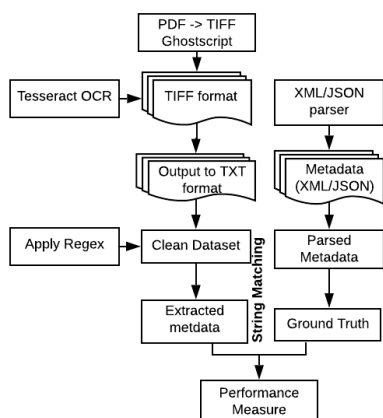 PDF -> TIFF
Ghostscript
Tesseract OCR
TIFF format
XML/JSON
parser
Output to TXT
format
Metadata
(XML/JSON)
Apply Regex
Clean Dataset
String Matching
Parsed
Metadata
Extracted
metdata
Ground Truth
Performance
Measure